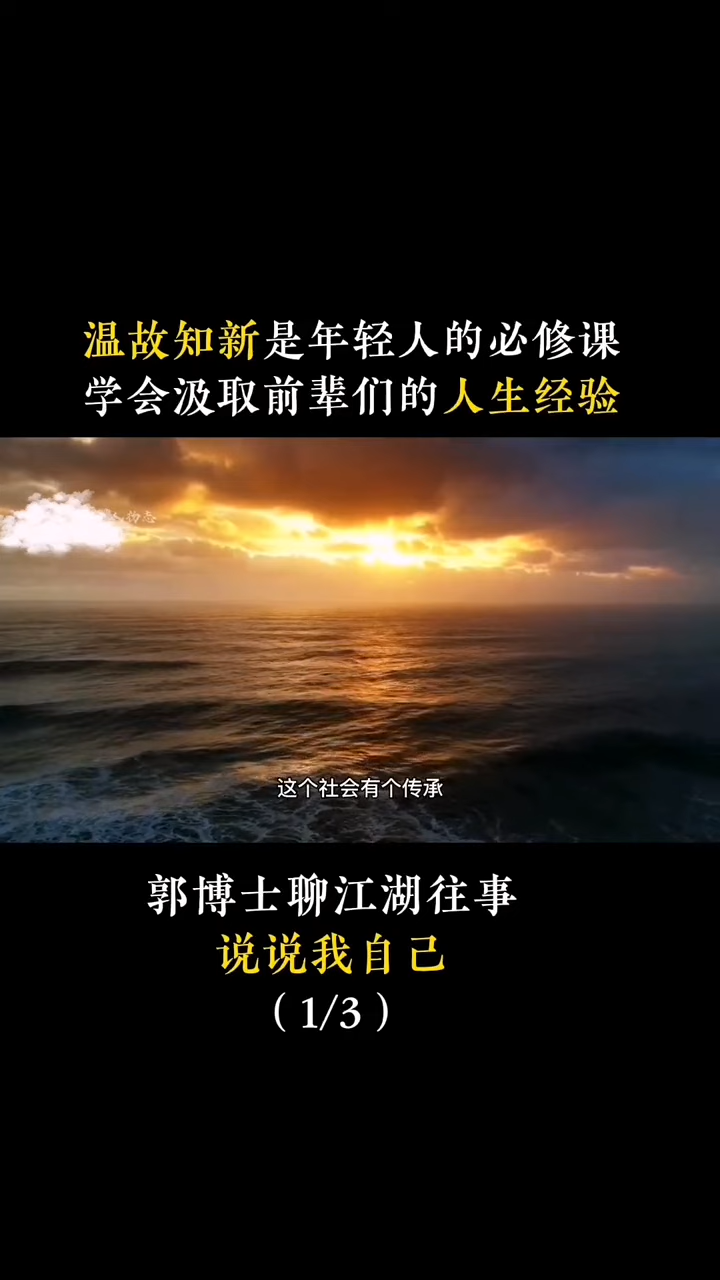 温故知新是年轻人的必修课
学会汲取前辈们的人生经验
这个社会有个传承
郭博士聊江湖往事
说说我自己
（1/3）